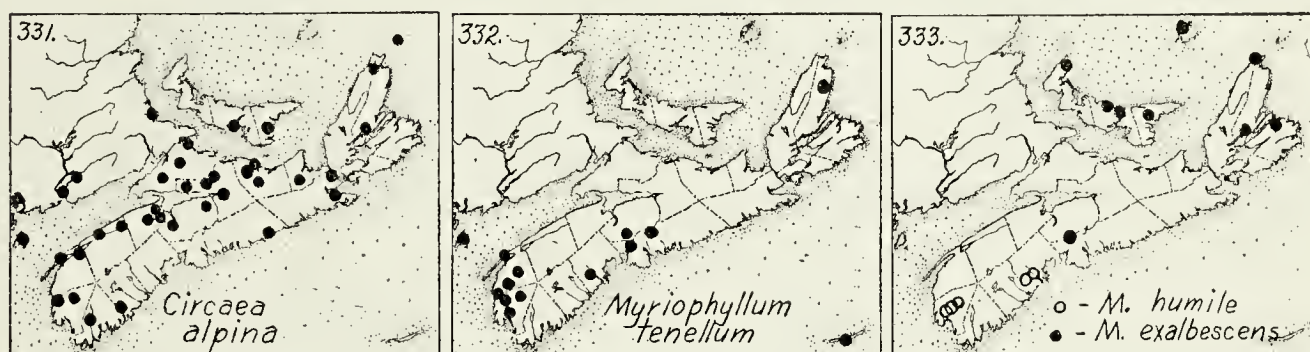 331.
Circaea
alpina
332.
Myriophyllum
tenellum
333.
- M. humile
- M. exalbescens